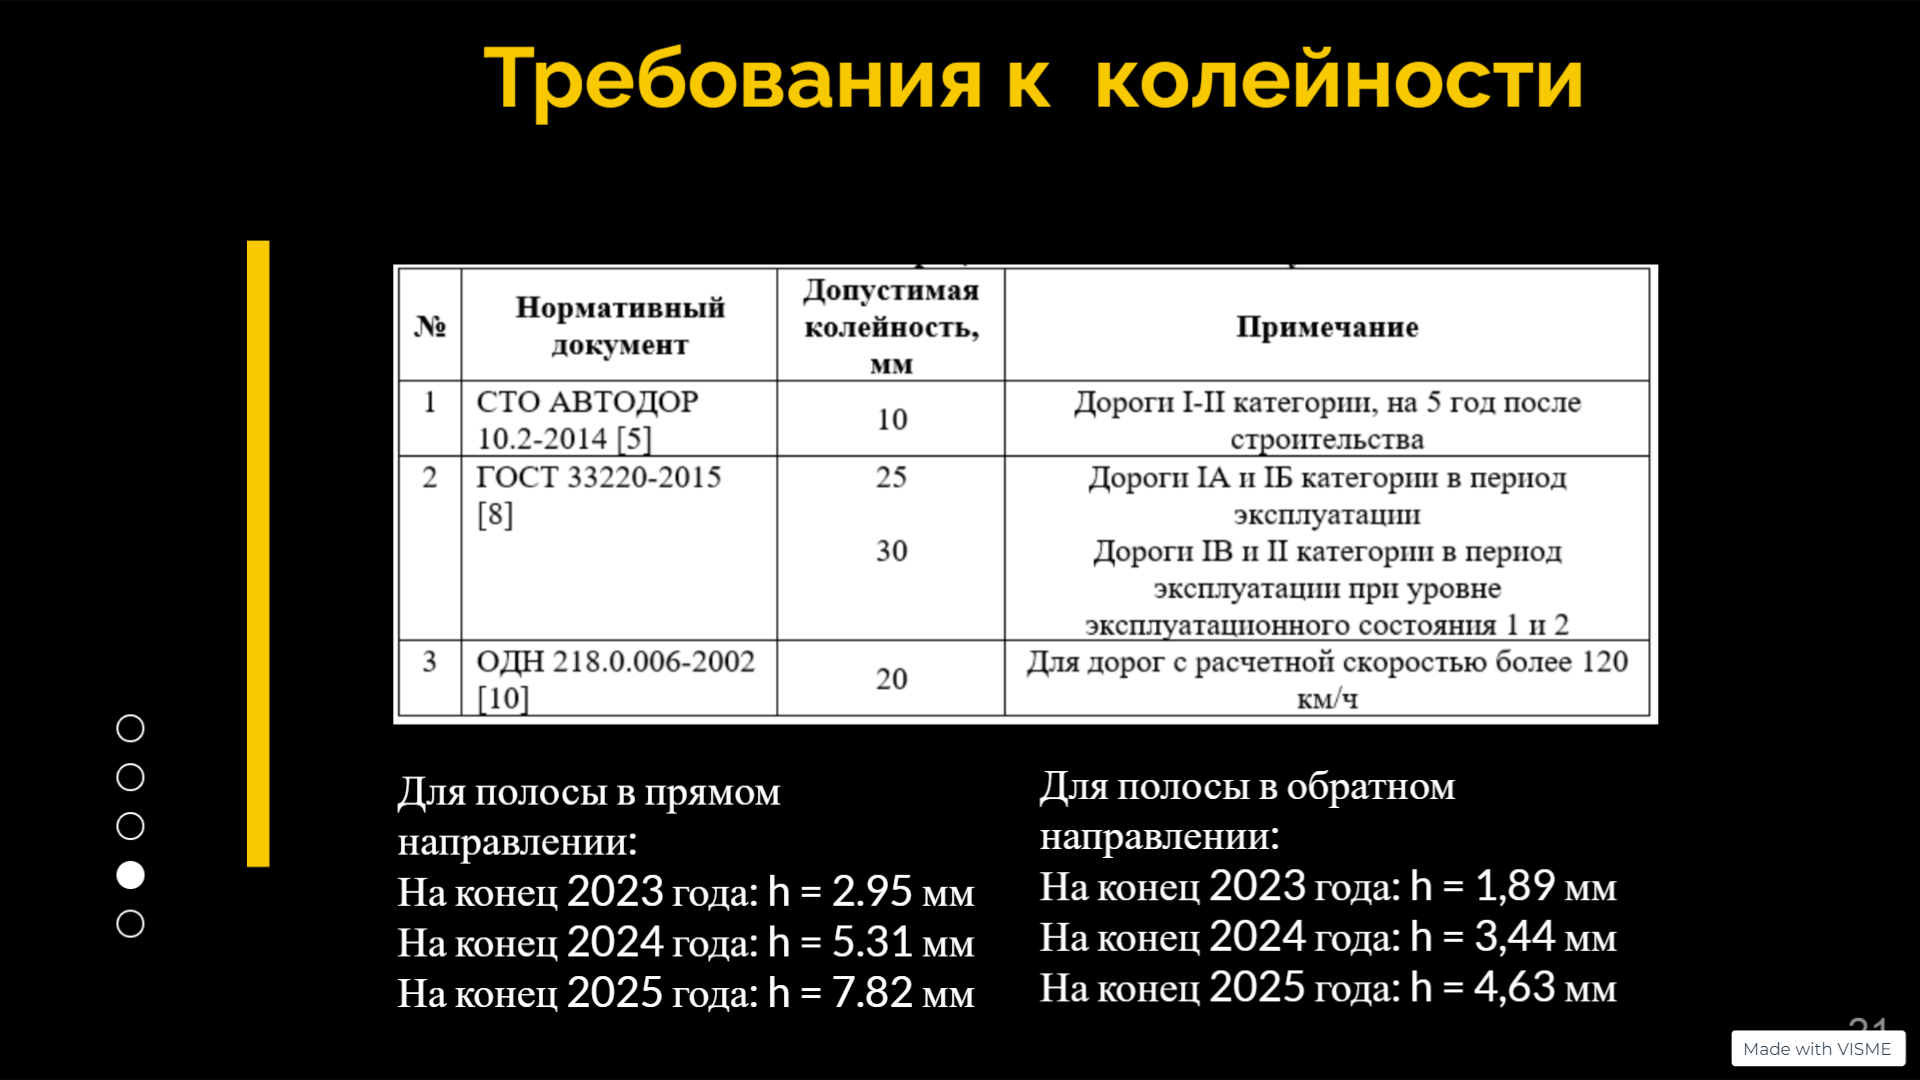 Требования к колейности
№
Нормативный
документ
Допустимая
колейность,
мм
Примечание
1
СТО АВТОДОР
10.2-2014 [5]
10
Дороги I-II категории, на 5 год после
строительства
2
ГОСТ 33220-2015
[8]
25
30
Дороги IА и IБ категории в период
эксплуатации
Дороги IВ и II категории в период
эксплуатации при уровне
эксплуатационного состояния 1 и 2
3
ОДН 218.0.006-2002
[10]
20
Для дорог с расчетной скоростью более 120
км/ч
Для полосы в прямом
направлении:
На конец 2023 года: h = 2.95 мм
На конец 2024 года: h = 5.31 мм
На конец 2025 года: h = 7.82 мм
Для полосы в обратном
направлении:
На конец 2023 года: h = 1,89 мм
На конец 2024 года: h = 3,44 мм
На конец 2025 года: h = 4,63 мм
Made with VISME